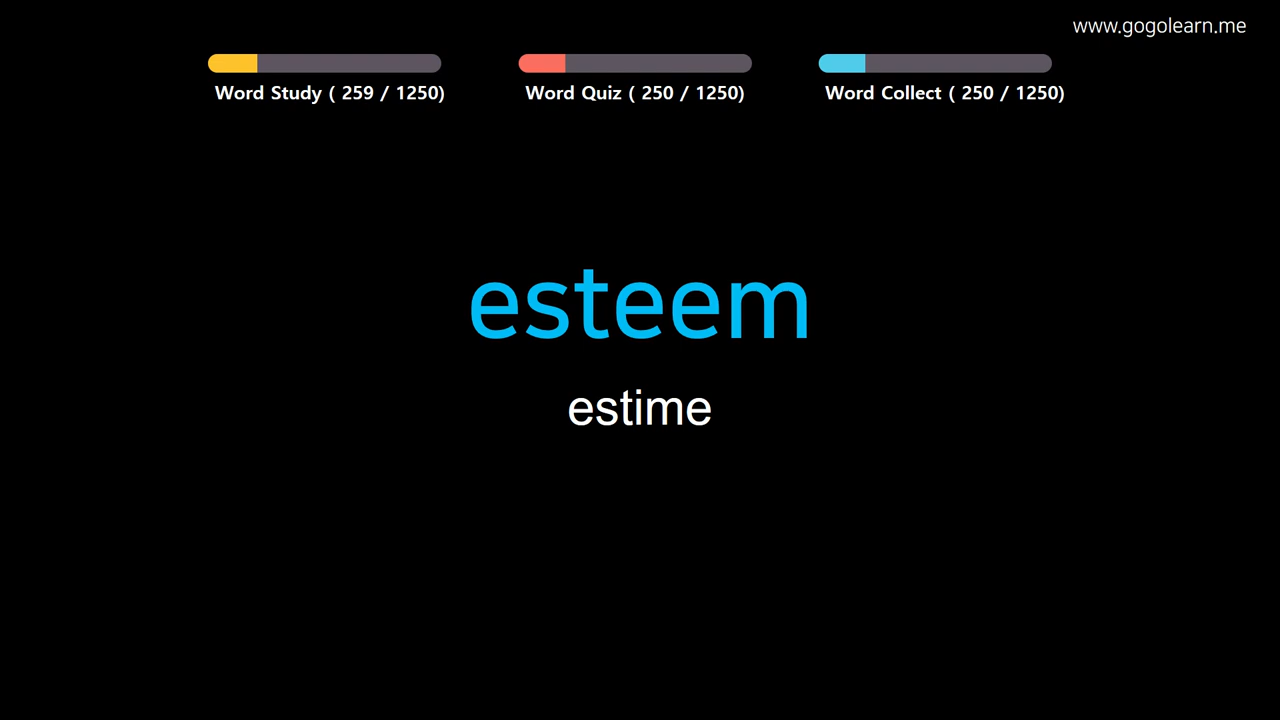 www.gogolearn.me
Word Study ( 259 / 1250)
Word Quiz ( 250 / 1250)
Word Collect ( 250 / 1250)
esteem
estime